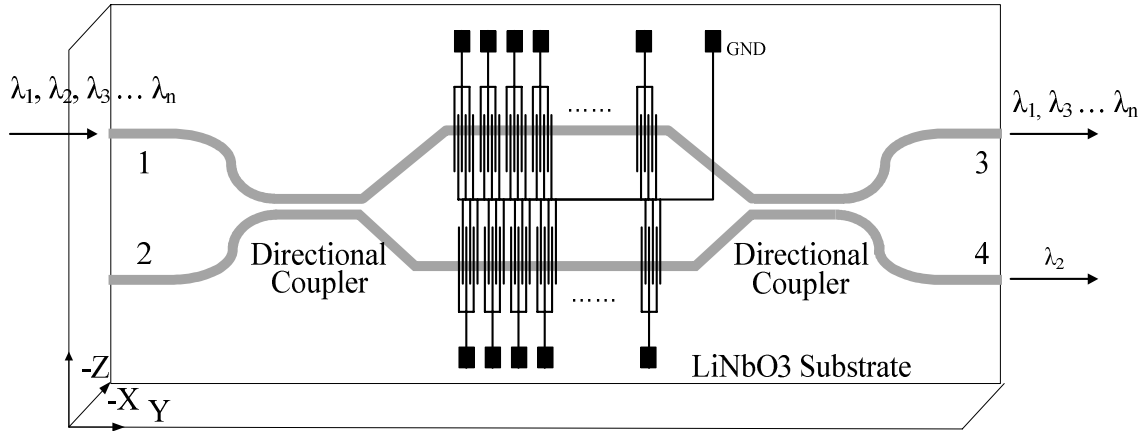 GND
λ1, λ2, λ3 ... λn
λ1, λ3 ... λn
......
1
3
2
4
Directional
Coupler
Directional
Coupler
λ2
......
LiNbO3 Substrate
-Z
-X
Y